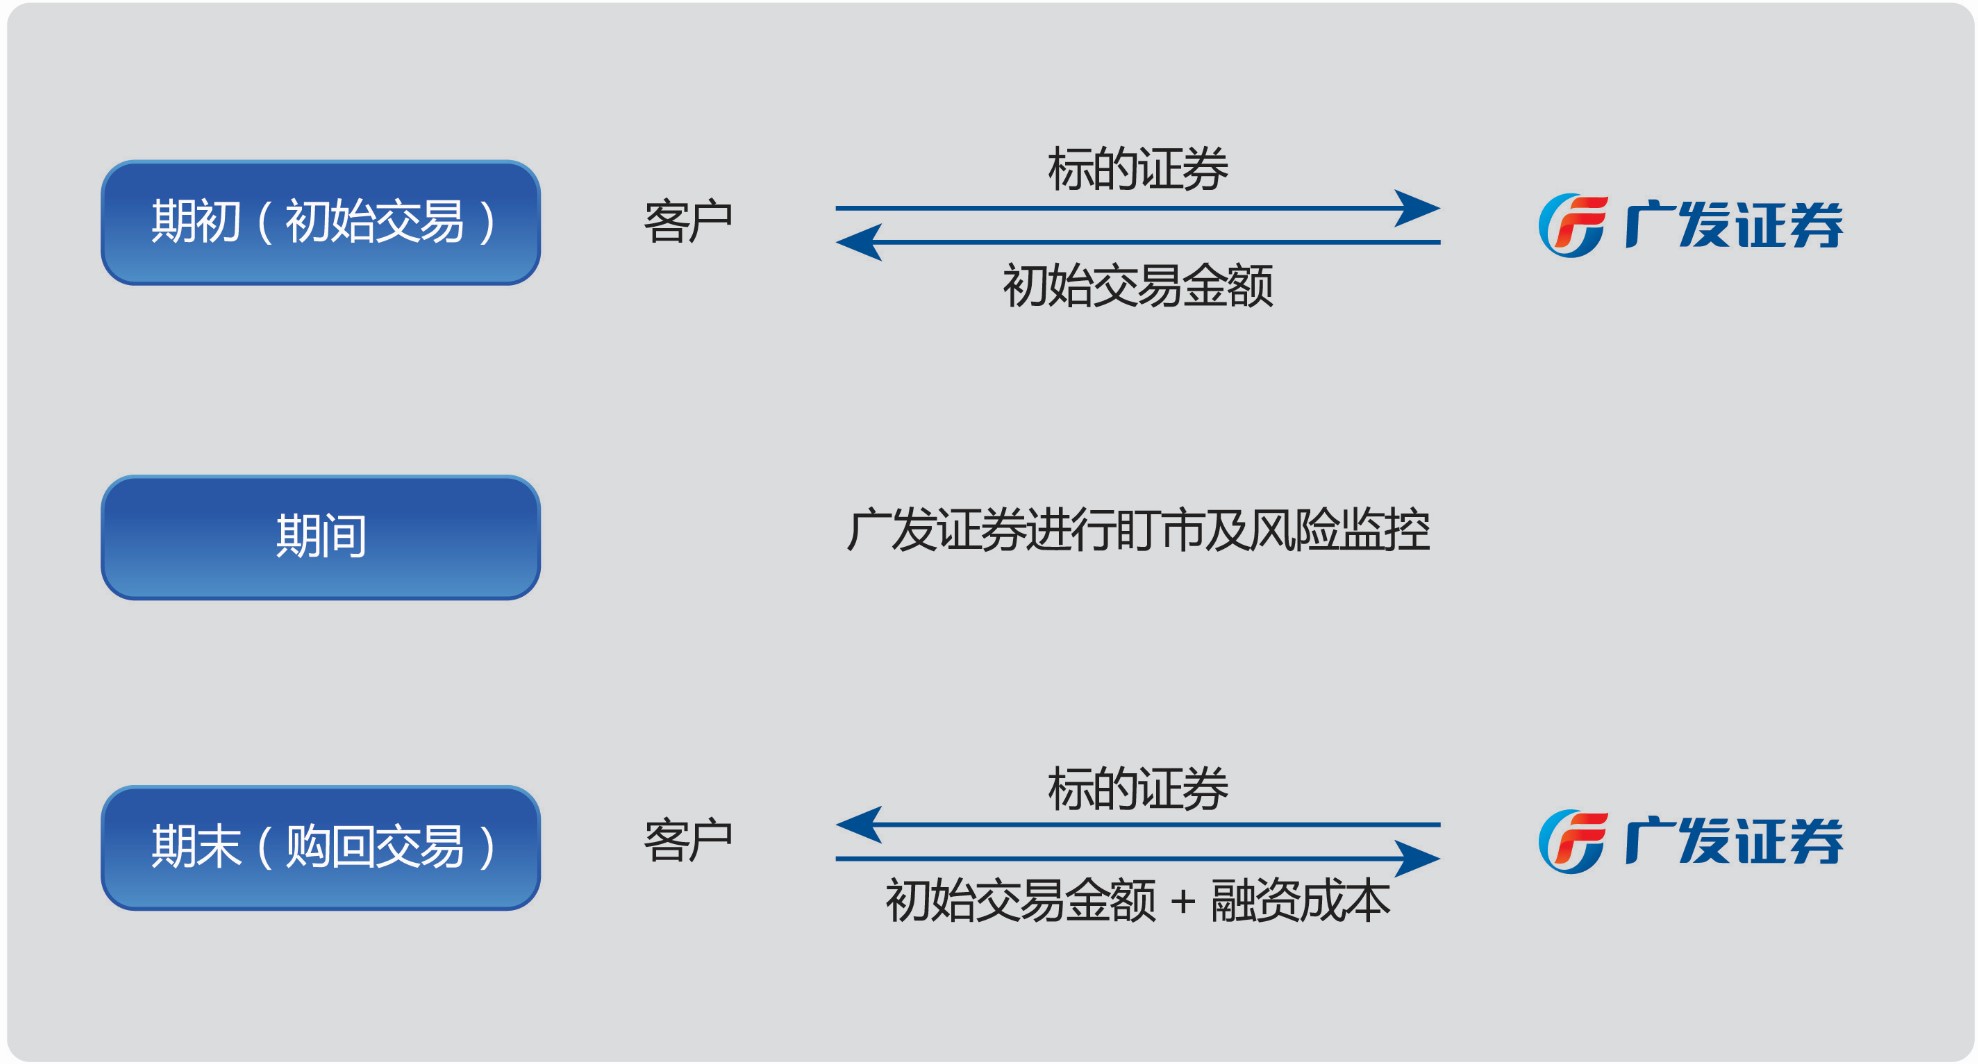 标的证券
期初（初始交易）
客户
广发证券
初始交易金额
期间
广发证券进行盯市及风险监控
标的证券
期末（购回交易）
客户
广发证券
初始交易金额 + 融资成本